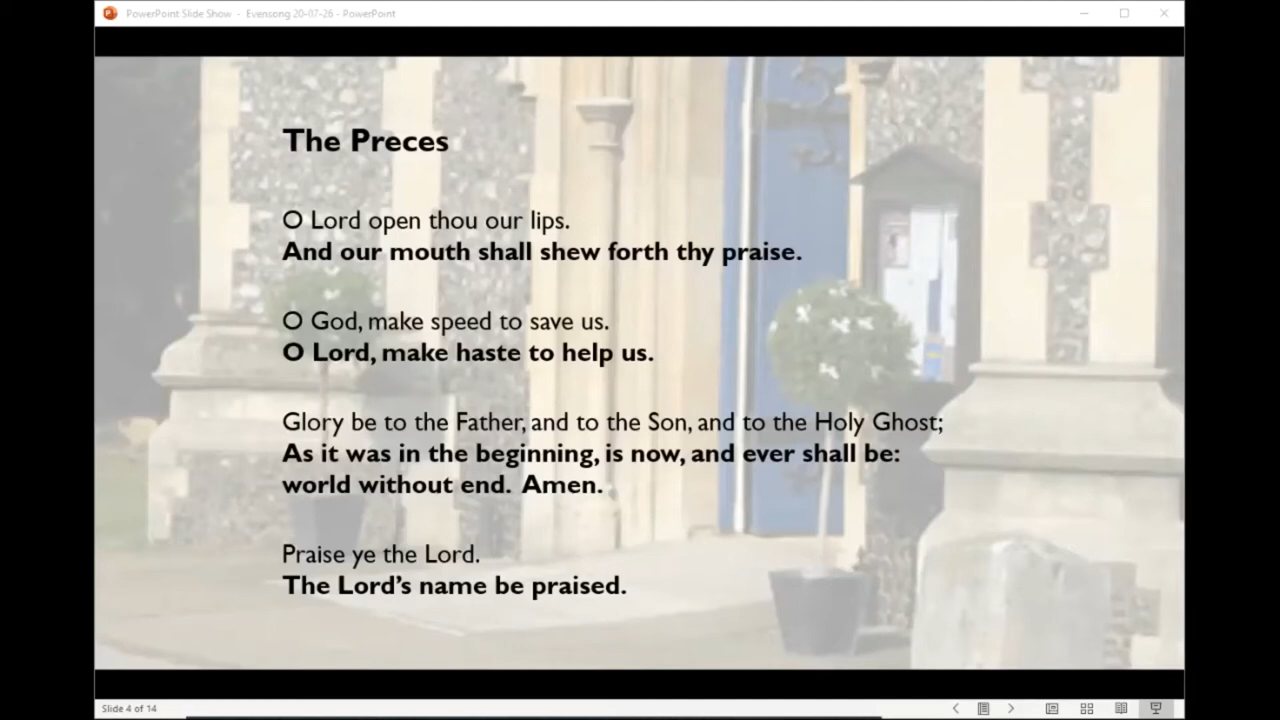 PowerPoint Slide Show - Evensong 20-07-26 - PowerPoint
The Preces
O Lord open thou our lips.
And our mouth shall shew forth thy praise.
O God, make speed to save us.
O Lord, make haste to help us.
Glory be to the Father, and to the Son, and to the Holy Ghost;
As it was in the beginning, is now, and ever shall be:
world without end. Amen.
Praise ye the Lord.
The Lord’s name be praised.
Slide 4 of 14